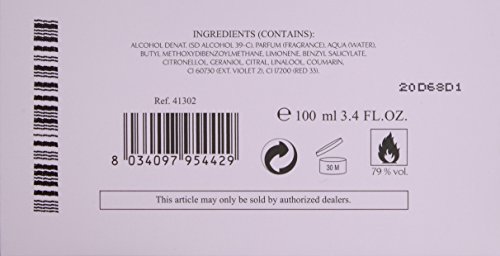 INGREDIENTS (CONTAINS):
ALCOHOL DENAT. (SD ALCOHOL 39-C), PARFUM (FRAGRANCE), AQUA (WATER),
BUTYL METHOXYDIBENZOYLMETHANE, LIMONENE, BENZYL SALICYLATE,
CITRONELLOL, GERANIOL, CITRAL, LINALOOL, COUMARIN,
CI 60730 (EXT. VIOLET 2), CI 17200 (RED 33).
20D68D1
Ref. 41302
℮ 100 ml 3.4 FL.OZ.
8 034097 954429
30 M
79 % vol.
This article may only be sold by authorized dealers.